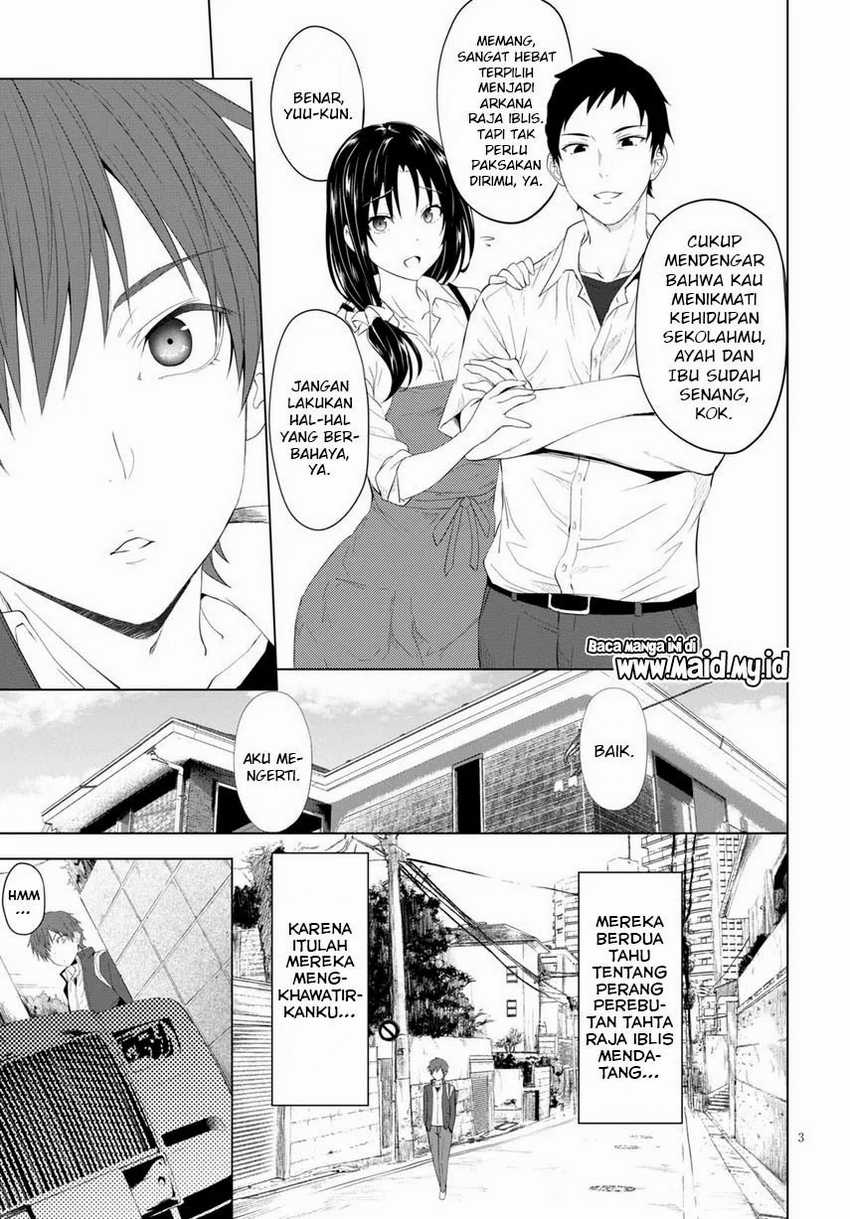 MEMANG,
SANGAT HEBAT
TERPILIH
MENJADI
ARKANA
RAJA IBLIS.
TAPI TAK
PERLU
PAKSAKAN
DIRIMU, YA.
CUKUP
MENDENGAR
BAHWA KAU
MENIKMATI
KEHIDUPAN
SEKOLAHMU,
AYAH DAN
IBU SUDAH
SENANG,
KOK.
BENAR,
YUU-KUN.
JANGAN
LAKUKAN
HAL-HAL
YANG BER-
BAHAYA,
YA.
BACA MANGA INI DI
WWW.MAID.MY.ID
BAIK.
AKU ME-
NGERTI.
MEREKA
BERDUA
TAHU
TENTANG
PERANG
PEREBU-
TAN TAHTA
RAJA IBLIS
MENDA-
TANG...
KARENA
ITULAH
MEREKA
MENG-
KHAWATIR-
KANKU...
HMM
...
3